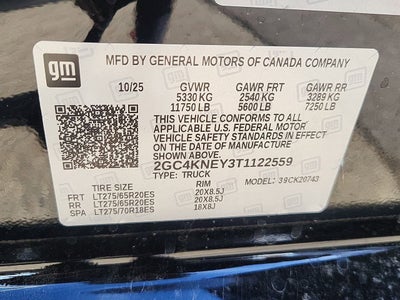 gm
MFD BY GENERAL MOTORS OF CANADA COMPANY
10/25 GVWR GAWR FRT GAWR RR
5330 KG 2540 KG 3289 KG
11750 LB 5600 LB 7250 LB
THIS VEHICLE CONFORMS TO ALL
APPLICABLE U.S. FEDERAL MOTOR
VEHICLE SAFETY STANDARDS IN EFFECT
ON THE DATE OF MANUFACTURE SHOWN ABOVE.
2GC4KNEY3T1122559
TYPE: TRUCK
TIRE SIZE RIM MODEL: 39CK20743
FRT LT275/65R20ES 20X8.5J
RR LT275/65R20ES 20X8.5J
SPA LT275/70R18ES 18X8J